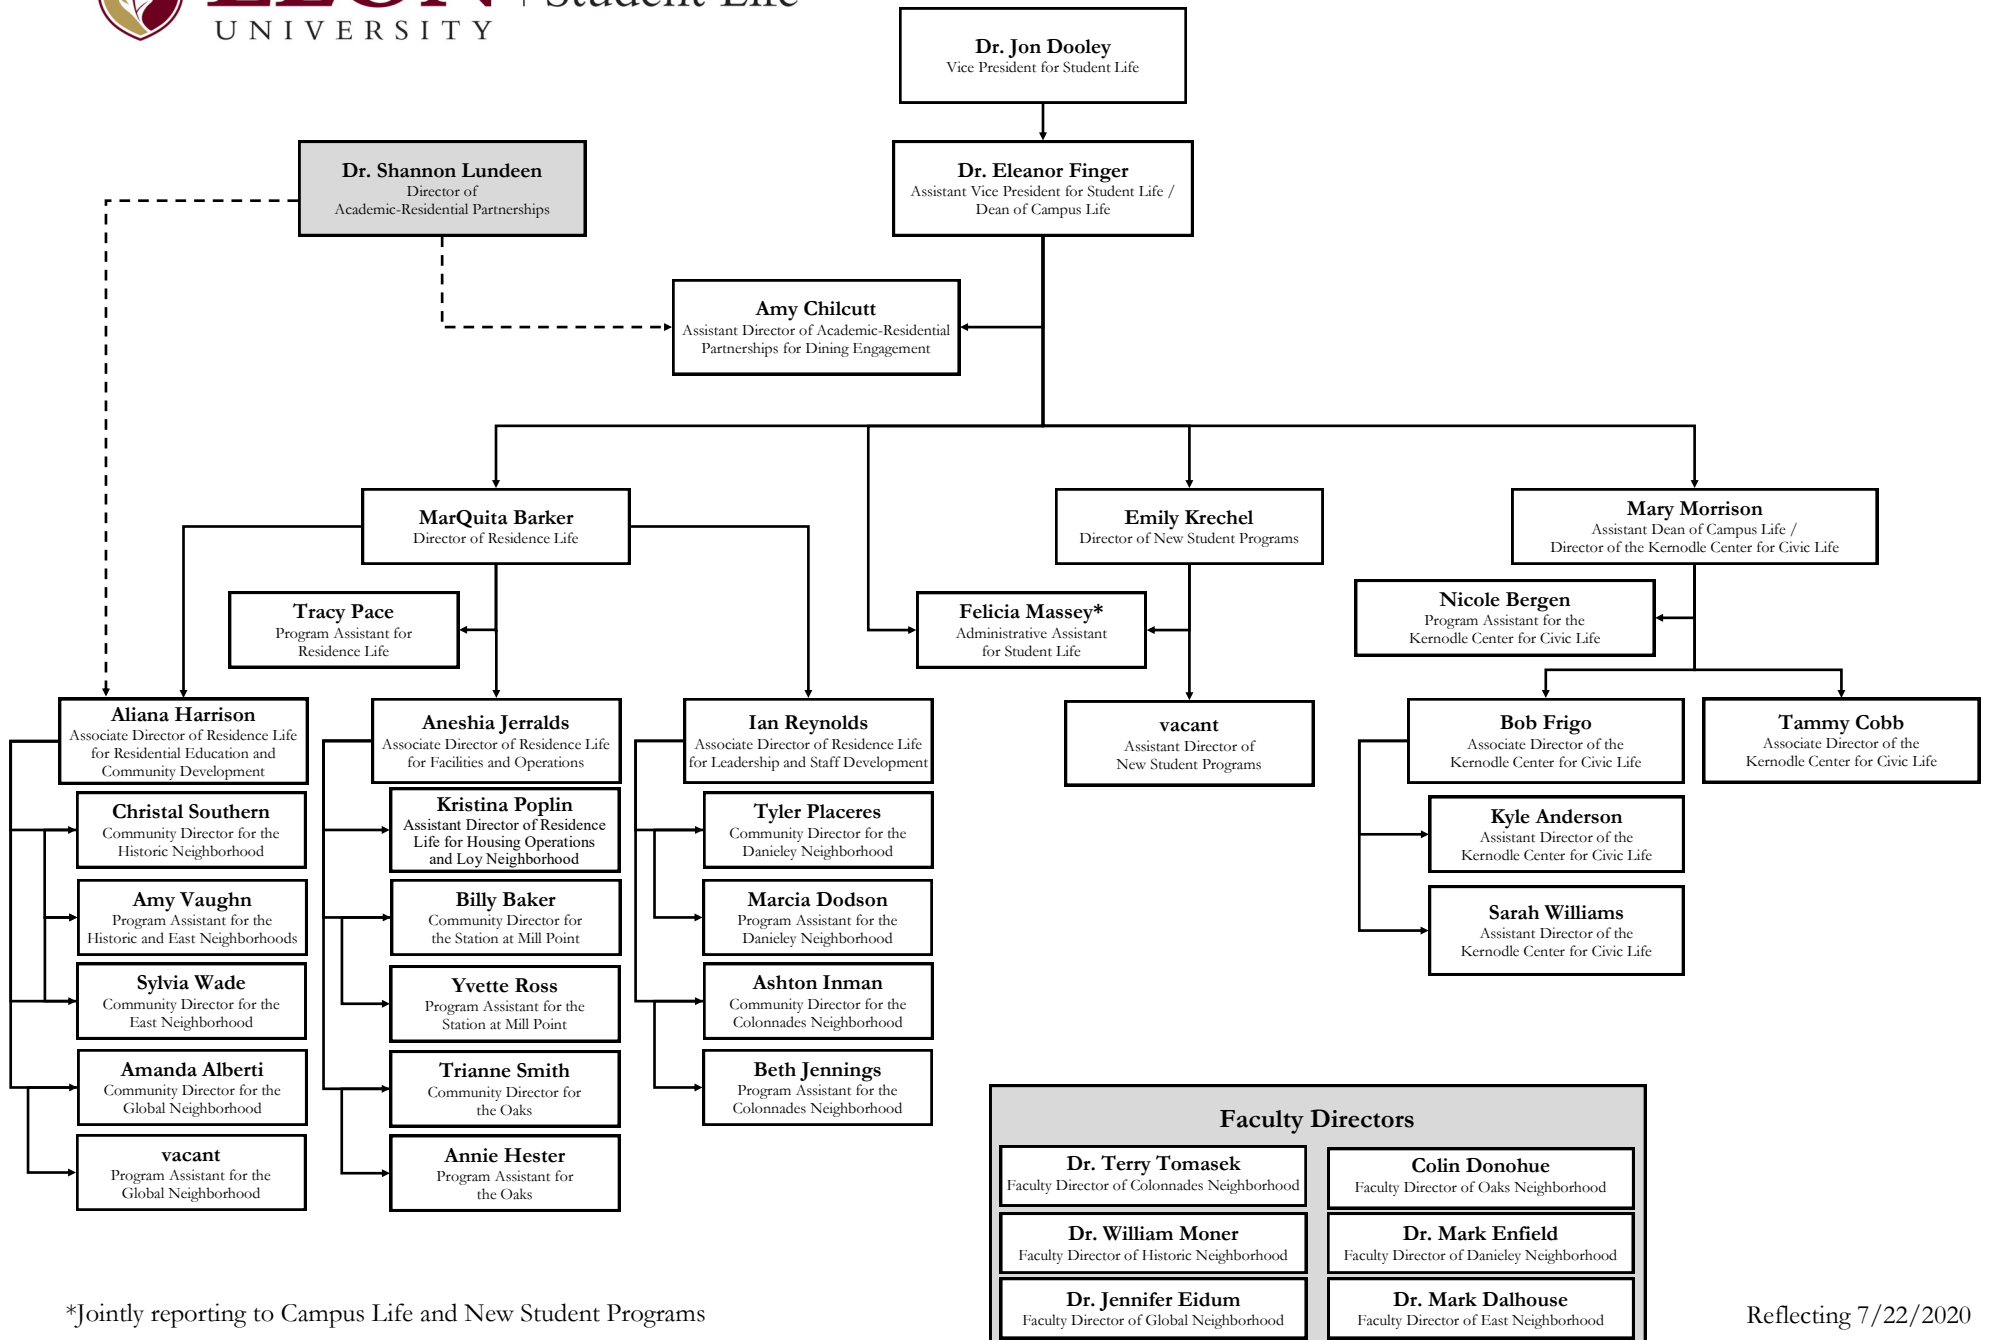 ELON | Student Life
UNIVERSITY
Dr. Jon Dooley
Vice President for Student Life
Dr. Shannon Lundeen
Director of
Academic-Residential Partnerships
Dr. Eleanor Finger
Assistant Vice President for Student Life /
Dean of Campus Life
Amy Chilcutt
Assistant Director of Academic-Residential
Partnerships for Dining Engagement
MarQuita Barker
Director of Residence Life
Emily Krechel
Director of New Student Programs
Mary Morrison
Assistant Dean of Campus Life /
Director of the Kernodle Center for Civic Life
Tracy Pace
Program Assistant for
Residence Life
Felicia Massey*
Administrative Assistant
for Student Life
Nicole Bergen
Program Assistant for the
Kernodle Center for Civic Life
Aliana Harrison
Associate Director of Residence Life
for Residential Education and
Community Development
Christal Southern
Community Director for the
Historic Neighborhood
Amy Vaughn
Program Assistant for the
Historic and East Neighborhoods
Sylvia Wade
Community Director for the
East Neighborhood
Amanda Alberti
Community Director for the
Global Neighborhood
vacant
Program Assistant for the
Global Neighborhood
Aneshia Jerralds
Associate Director of Residence Life
for Facilities and Operations
Kristina Poplin
Assistant Director of Residence
Life for Housing Operations
and Loy Neighborhood
Billy Baker
Community Director for
the Station at Mill Point
Yvette Ross
Program Assistant for the
Station at Mill Point
Trianne Smith
Community Director for
the Oaks
Annie Hester
Program Assistant for
the Oaks
Ian Reynolds
Associate Director of Residence Life
for Leadership and Staff Development
Tyler Placeres
Community Director for the
Danieley Neighborhood
Marcia Dodson
Program Assistant for the
Danieley Neighborhood
Ashton Inman
Community Director for the
Colonnades Neighborhood
Beth Jennings
Program Assistant for the
Colonnades Neighborhood
vacant
Assistant Director of
New Student Programs
Bob Frigo
Associate Director of the
Kernodle Center for Civic Life
Tammy Cobb
Associate Director of the
Kernodle Center for Civic Life
Kyle Anderson
Assistant Director of the
Kernodle Center for Civic Life
Sarah Williams
Assistant Director of the
Kernodle Center for Civic Life
Faculty Directors
Dr. Terry Tomasek
Faculty Director of Colonnades Neighborhood
Colin Donohue
Faculty Director of Oaks Neighborhood
Dr. William Moner
Faculty Director of Historic Neighborhood
Dr. Mark Enfield
Faculty Director of Danieley Neighborhood
Dr. Jennifer Eidum
Faculty Director of Global Neighborhood
Dr. Mark Dalhouse
Faculty Director of East Neighborhood
*Jointly reporting to Campus Life and New Student Programs
Reflecting 7/22/2020